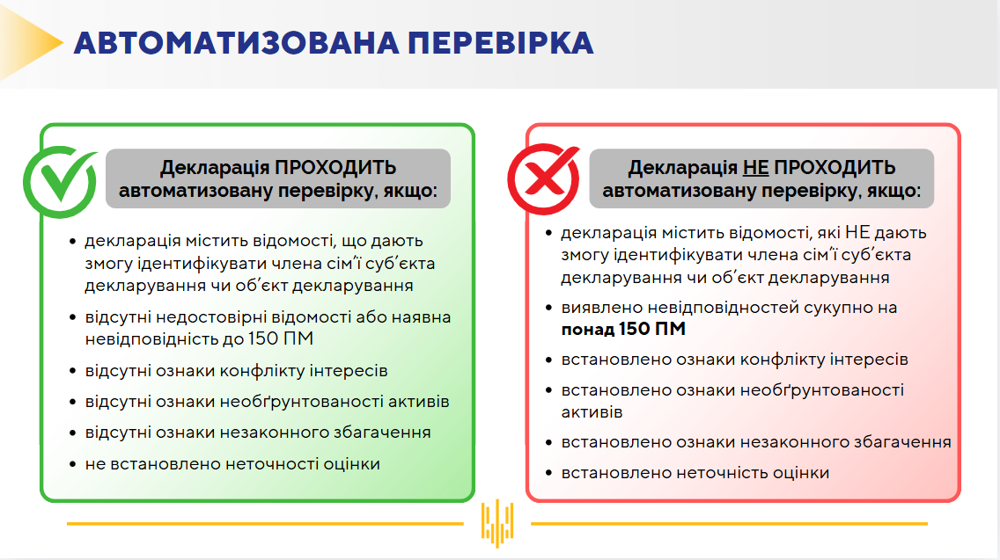 АВТОМАТИЗОВАНА ПЕРЕВІРКА
Декларація ПРОХОДИТЬ
автоматизовану перевірку, якщо:
• декларація містить відомості, що дають
змогу ідентифікувати члена сім’ї суб’єкта
декларування чи об’єкт декларування
• відсутні недостовірні відомості або наявна
невідповідність до 150 ПМ
• відсутні ознаки конфлікту інтересів
• відсутні ознаки необґрунтованості активів
• відсутні ознаки незаконного збагачення
• не встановлено неточності оцінки
Декларація НЕ ПРОХОДИТЬ
автоматизовану перевірку, якщо:
• декларація містить відомості, які НЕ дають
змогу ідентифікувати члена сім’ї суб’єкта
декларування чи об’єкт декларування
• виявлено невідповідностей сукупно на
понад 150 ПМ
• встановлено ознаки конфлікту інтересів
• встановлено ознаки необґрунтованості
активів
• встановлено ознаки незаконного збагачення
• встановлено неточність оцінки